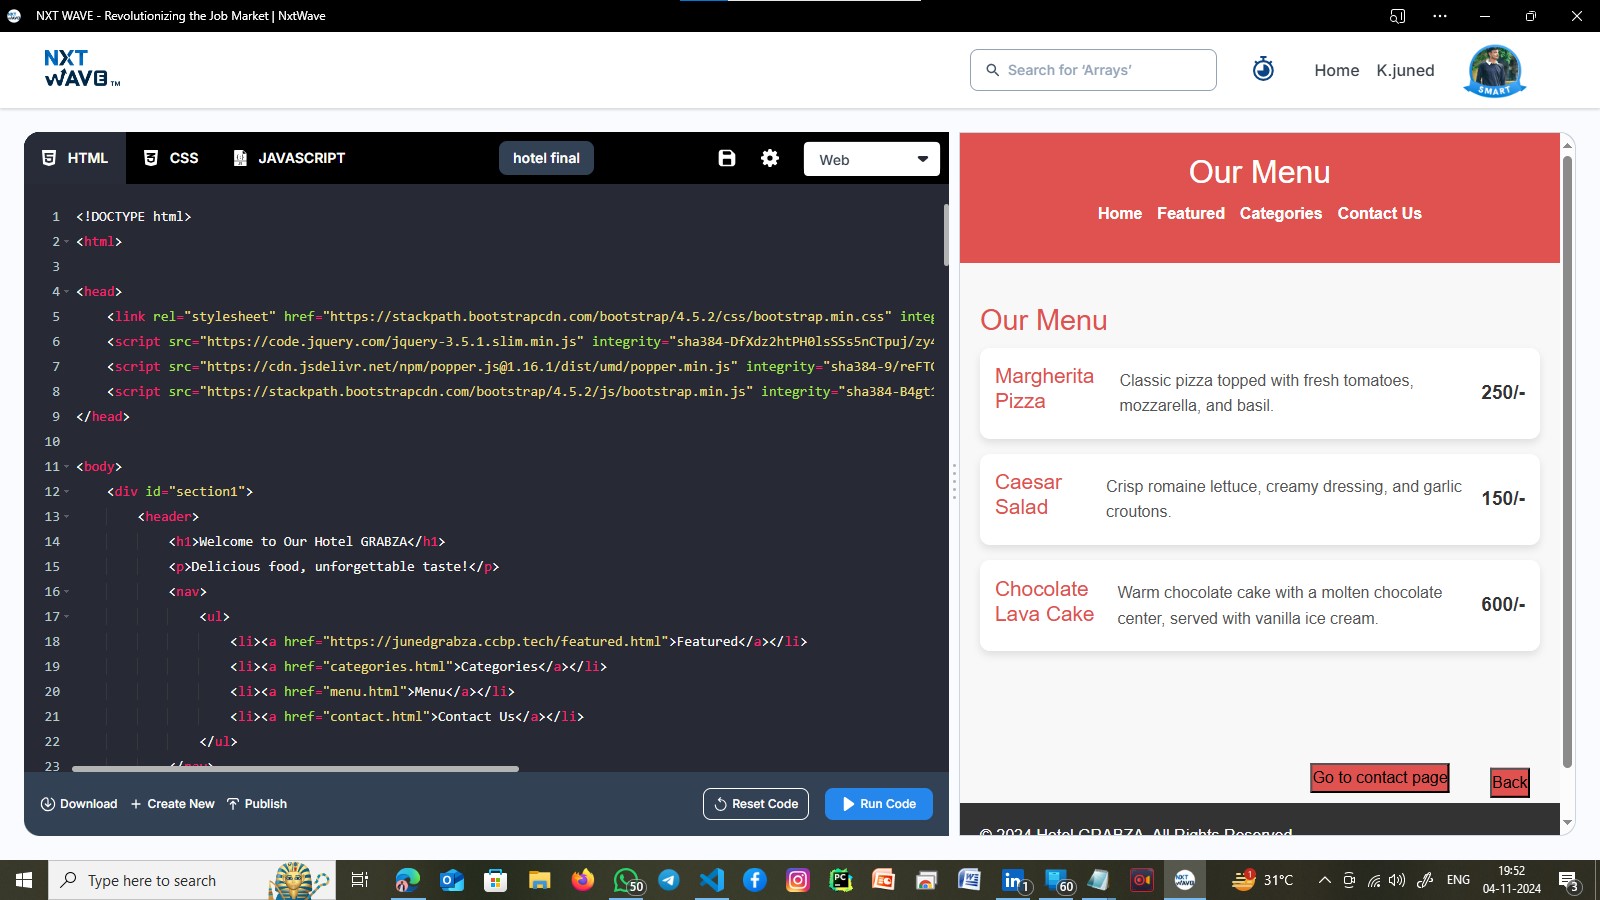 NXT WAVE - Revolutionizing the Job Market | NxtWave
NXT
WAVE TM
Search for ‘Arrays’
Home
K.juned
SMART
HTML
CSS
JAVASCRIPT
hotel final
Web
1 <!DOCTYPE html>
2 <html>
3
4 <head>
5 <link rel="stylesheet" href="https://stackpath.bootstrapcdn.com/bootstrap/4.5.2/css/bootstrap.min.css" integ
6 <script src="https://code.jquery.com/jquery-3.5.1.slim.min.js" integrity="sha384-DfXdz2htPH0lsSSs5nCTpuj/zy4
7 <script src="https://cdn.jsdelivr.net/npm/popper.js@1.16.1/dist/umd/popper.min.js" integrity="sha384-9/reFTC
8 <script src="https://stackpath.bootstrapcdn.com/bootstrap/4.5.2/js/bootstrap.min.js" integrity="sha384-B4gt1
9 </head>
10
11 <body>
12 <div id="section1">
13 <header>
14 <h1>Welcome to Our Hotel GRABZA</h1>
15 <p>Delicious food, unforgettable taste!</p>
16 <nav>
17 <ul>
18 <li><a href="https://junedgrabza.ccbp.tech/featured.html">Featured</a></li>
19 <li><a href="categories.html">Categories</a></li>
20 <li><a href="menu.html">Menu</a></li>
21 <li><a href="contact.html">Contact Us</a></li>
22 </ul>
23 </nav>
Download
Create New
Publish
Reset Code
Run Code
Our Menu
Home Featured Categories Contact Us
Our Menu
Margherita
Pizza
Classic pizza topped with fresh tomatoes,
mozzarella, and basil.
250/-
Caesar
Salad
Crisp romaine lettuce, creamy dressing, and garlic
croutons.
150/-
Chocolate
Lava Cake
Warm chocolate cake with a molten chocolate
center, served with vanilla ice cream.
600/-
Go to contact page
Back
© 2024 Hotel GRABZA. All Rights Reserved
Type here to search
50
1
60
1
31°C
ENG
19:52
04-11-2024
3